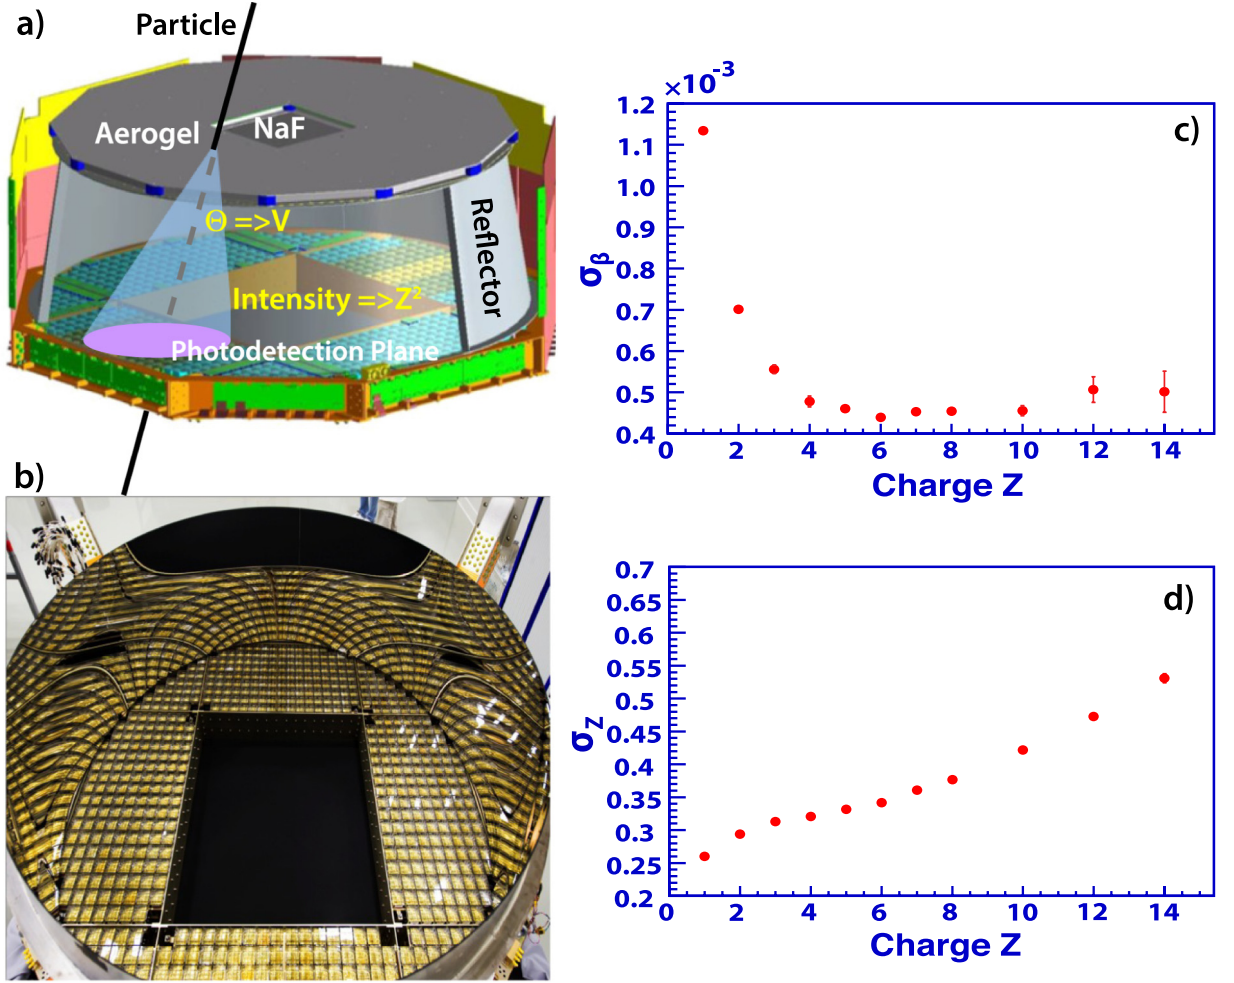 a)
Particle
Aerogel
NaF
Θ =>V
Reflector
Intensity =>Z²
Photodetection Plane
b)
c)
×10⁻³
1.2
1.1
1.0
0.9
0.8
0.7
0.6
0.5
0.4
σβ
0 2 4 6 8 10 12 14
Charge Z
d)
0.7
0.65
0.6
0.55
0.5
0.45
0.4
0.35
0.3
0.25
0.2
σZ
0 2 4 6 8 10 12 14
Charge Z